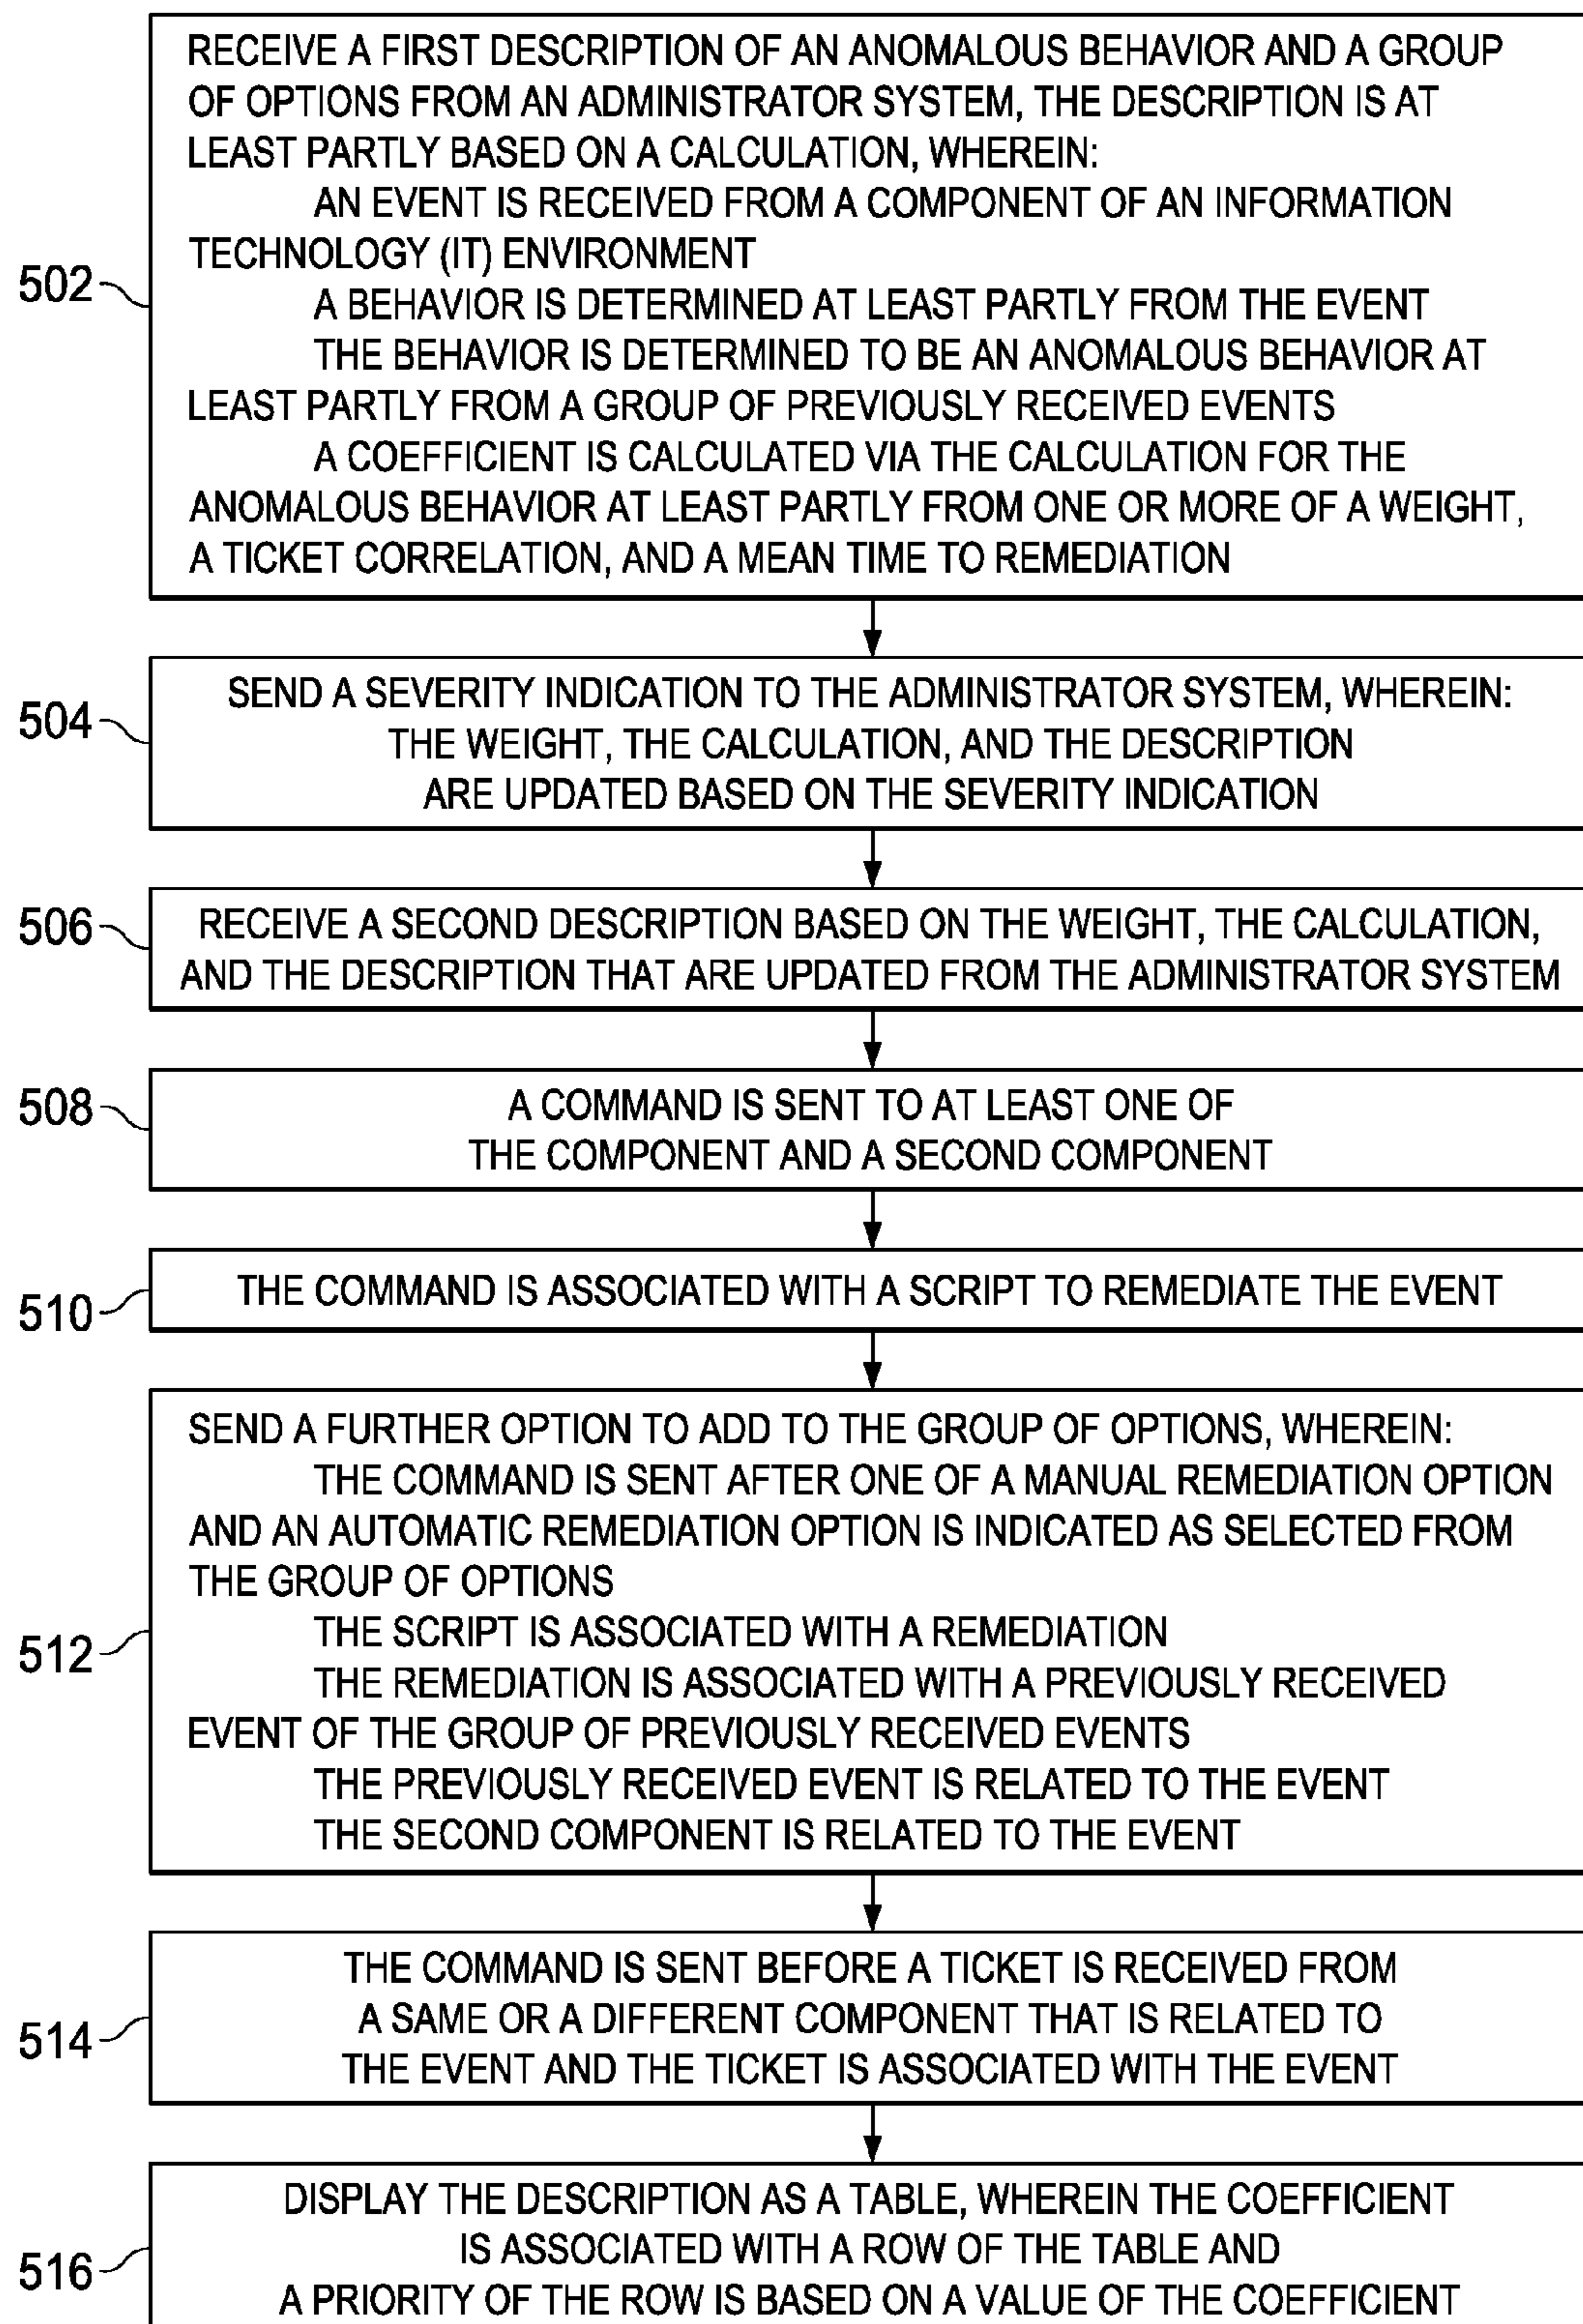 RECEIVE A FIRST DESCRIPTION OF AN ANOMALOUS BEHAVIOR AND A GROUP
OF OPTIONS FROM AN ADMINISTRATOR SYSTEM, THE DESCRIPTION IS AT
LEAST PARTLY BASED ON A CALCULATION, WHEREIN:
AN EVENT IS RECEIVED FROM A COMPONENT OF AN INFORMATION
TECHNOLOGY (IT) ENVIRONMENT
502
A BEHAVIOR IS DETERMINED AT LEAST PARTLY FROM THE EVENT
THE BEHAVIOR IS DETERMINED TO BE AN ANOMALOUS BEHAVIOR AT
LEAST PARTLY FROM A GROUP OF PREVIOUSLY RECEIVED EVENTS
A COEFFICIENT IS CALCULATED VIA THE CALCULATION FOR THE
ANOMALOUS BEHAVIOR AT LEAST PARTLY FROM ONE OR MORE OF A WEIGHT,
A TICKET CORRELATION, AND A MEAN TIME TO REMEDIATION
504
SEND A SEVERITY INDICATION TO THE ADMINISTRATOR SYSTEM, WHEREIN:
THE WEIGHT, THE CALCULATION, AND THE DESCRIPTION
ARE UPDATED BASED ON THE SEVERITY INDICATION
506
RECEIVE A SECOND DESCRIPTION BASED ON THE WEIGHT, THE CALCULATION,
AND THE DESCRIPTION THAT ARE UPDATED FROM THE ADMINISTRATOR SYSTEM
508
A COMMAND IS SENT TO AT LEAST ONE OF
THE COMPONENT AND A SECOND COMPONENT
510
THE COMMAND IS ASSOCIATED WITH A SCRIPT TO REMEDIATE THE EVENT
SEND A FURTHER OPTION TO ADD TO THE GROUP OF OPTIONS, WHEREIN:
THE COMMAND IS SENT AFTER ONE OF A MANUAL REMEDIATION OPTION
AND AN AUTOMATIC REMEDIATION OPTION IS INDICATED AS SELECTED FROM
THE GROUP OF OPTIONS
THE SCRIPT IS ASSOCIATED WITH A REMEDIATION
512
THE REMEDIATION IS ASSOCIATED WITH A PREVIOUSLY RECEIVED
EVENT OF THE GROUP OF PREVIOUSLY RECEIVED EVENTS
THE PREVIOUSLY RECEIVED EVENT IS RELATED TO THE EVENT
THE SECOND COMPONENT IS RELATED TO THE EVENT
514
THE COMMAND IS SENT BEFORE A TICKET IS RECEIVED FROM
A SAME OR A DIFFERENT COMPONENT THAT IS RELATED TO
THE EVENT AND THE TICKET IS ASSOCIATED WITH THE EVENT
516
DISPLAY THE DESCRIPTION AS A TABLE, WHEREIN THE COEFFICIENT
IS ASSOCIATED WITH A ROW OF THE TABLE AND
A PRIORITY OF THE ROW IS BASED ON A VALUE OF THE COEFFICIENT